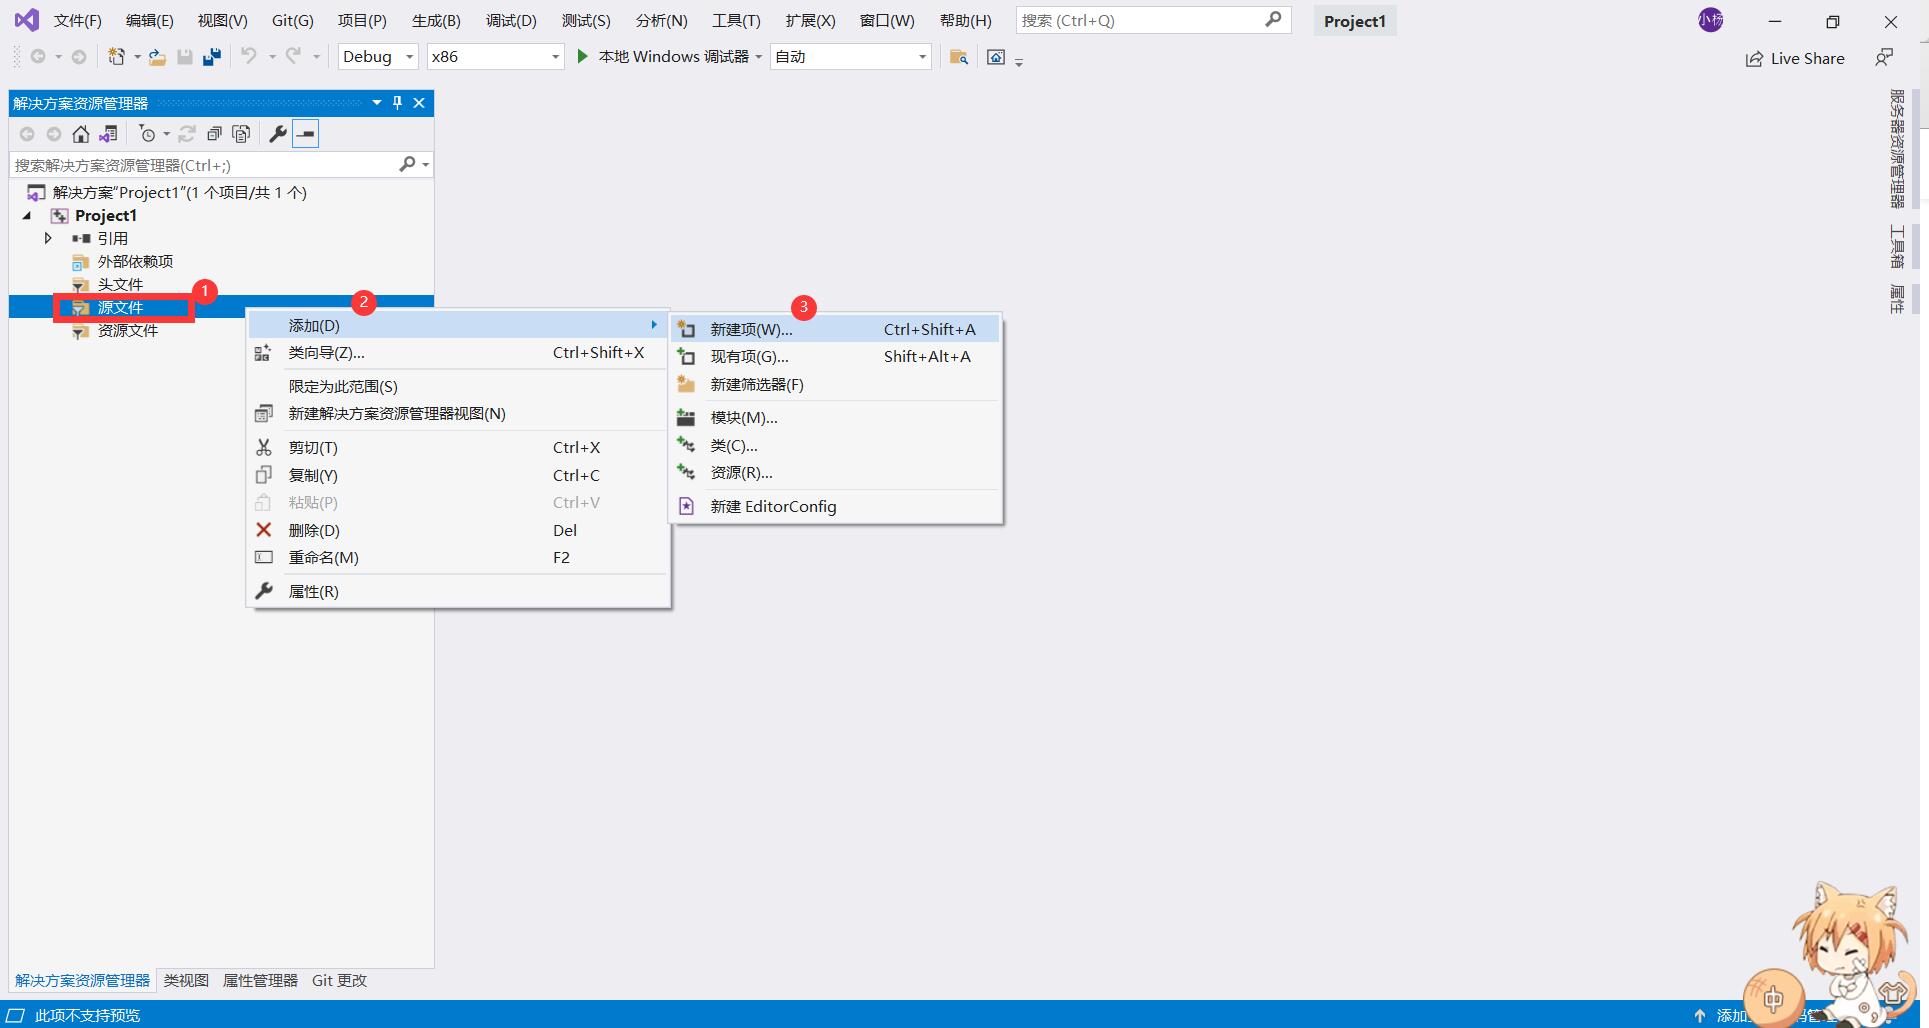 文件(F) 编辑(E) 视图(V) Git(G) 项目(P) 生成(B) 调试(D) 测试(S) 分析(N) 工具(T) 扩展(X) 窗口(W) 帮助(H) 搜索 (Ctrl+Q) Project1 小杨
Debug x86 本地 Windows 调试器 自动 Live Share
解决方案资源管理器
搜索解决方案资源管理器(Ctrl+;)
解决方案“Project1”(1 个项目/共 1 个)
Project1
引用
外部依赖项
头文件
源文件
资源文件
1
2
3
添加(D)
类向导(Z)... Ctrl+Shift+X
限定为此范围(S)
新建解决方案资源管理器视图(N)
剪切(T) Ctrl+X
复制(Y) Ctrl+C
粘贴(P) Ctrl+V
删除(D) Del
重命名(M) F2
属性(R)
新建项(W)... Ctrl+Shift+A
现有项(G)... Shift+Alt+A
新建筛选器(F)
模块(M)...
类(C)...
资源(R)...
新建 EditorConfig
服务器资源管理器
工具箱
属性
解决方案资源管理器 类视图 属性管理器 Git 更改
此项不支持预览
添加
中